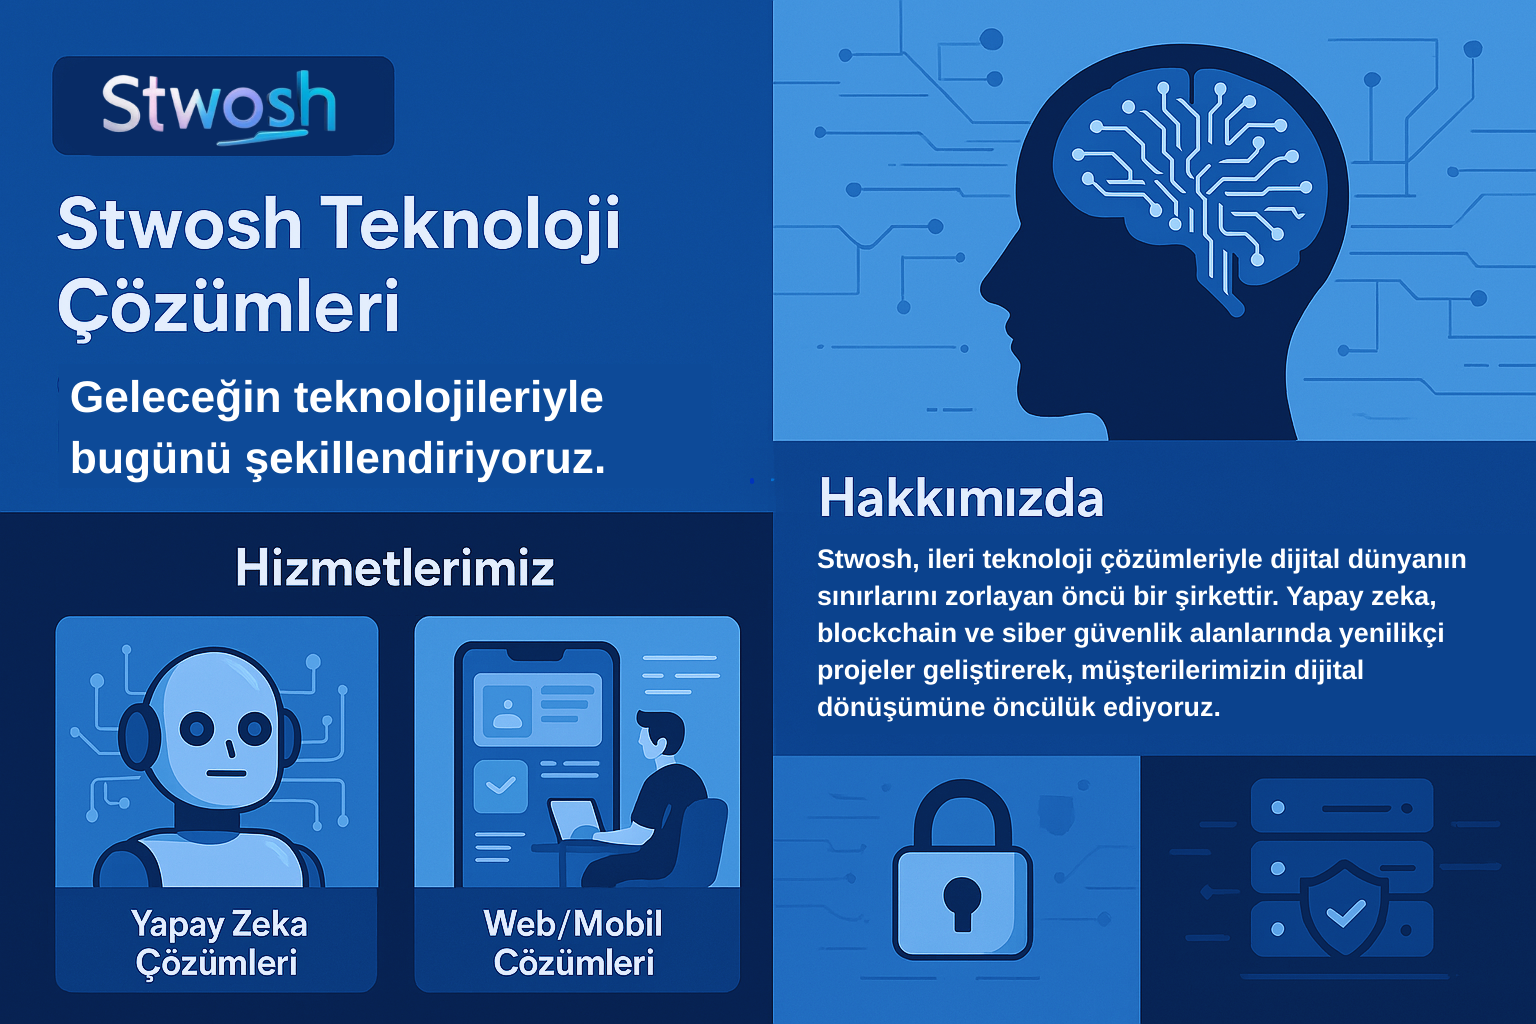 Stwosh
Stwosh Teknoloji
Çözümleri
Geleceğin teknolojileriyle
bugünü şekillendiriyoruz.
Hizmetlerimiz
Yapay Zeka
Çözümleri
Web/Mobil
Cözümleri
Hakkımızda
Stwosh, ileri teknoloji çözümleriyle dijital dünyanın
sınırlarını zorlayan öncü bir şirkettir. Yapay zeka,
blockchain ve siber güvenlik alanlarında yenilikçi
projeler geliştirerek, müşterilerimizin dijital
dönüşümüne öncülük ediyoruz.